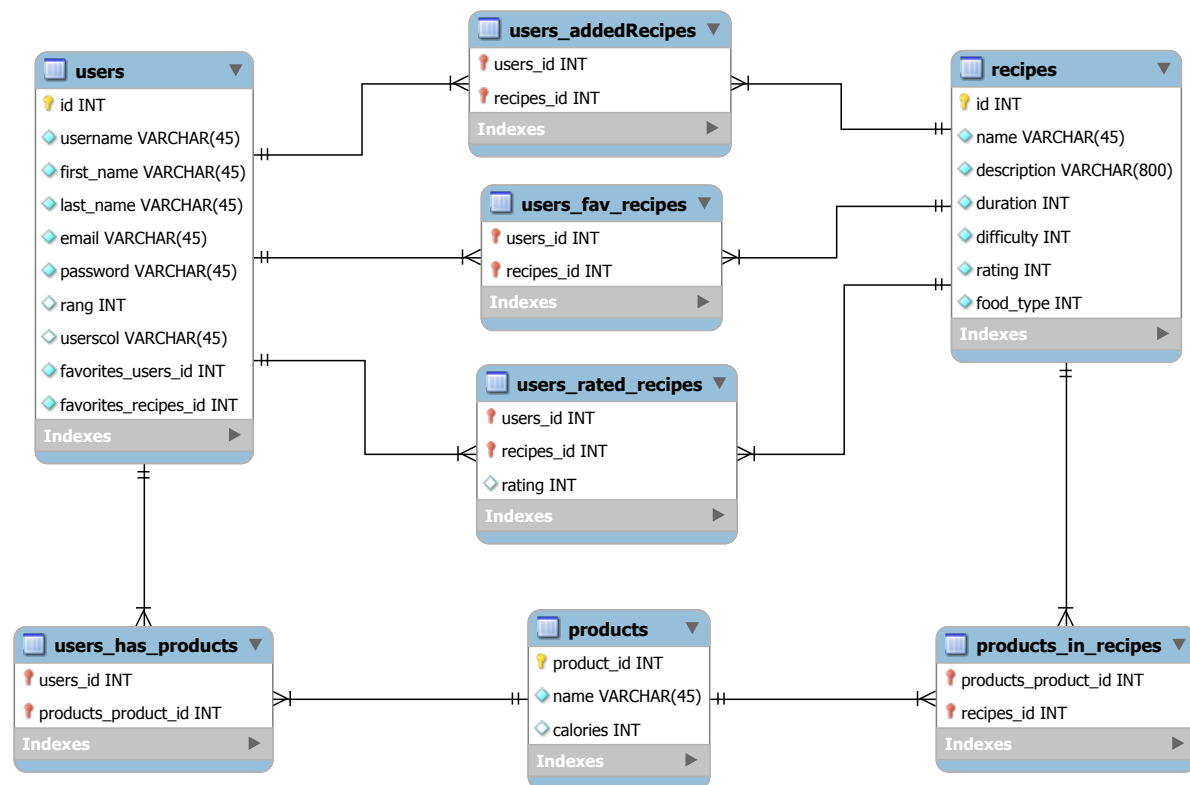 users_addedRecipes
users_id INT
recipes_id INT
Indexes
users
id INT
username VARCHAR(45)
first_name VARCHAR(45)
last_name VARCHAR(45)
email VARCHAR(45)
password VARCHAR(45)
rang INT
userscol VARCHAR(45)
favorites_users_id INT
favorites_recipes_id INT
Indexes
recipes
id INT
name VARCHAR(45)
description VARCHAR(800)
duration INT
difficulty INT
rating INT
food_type INT
Indexes
users_fav_recipes
users_id INT
recipes_id INT
Indexes
users_rated_recipes
users_id INT
recipes_id INT
rating INT
Indexes
users_has_products
users_id INT
products_product_id INT
Indexes
products
product_id INT
name VARCHAR(45)
calories INT
Indexes
products_in_recipes
products_product_id INT
recipes_id INT
Indexes